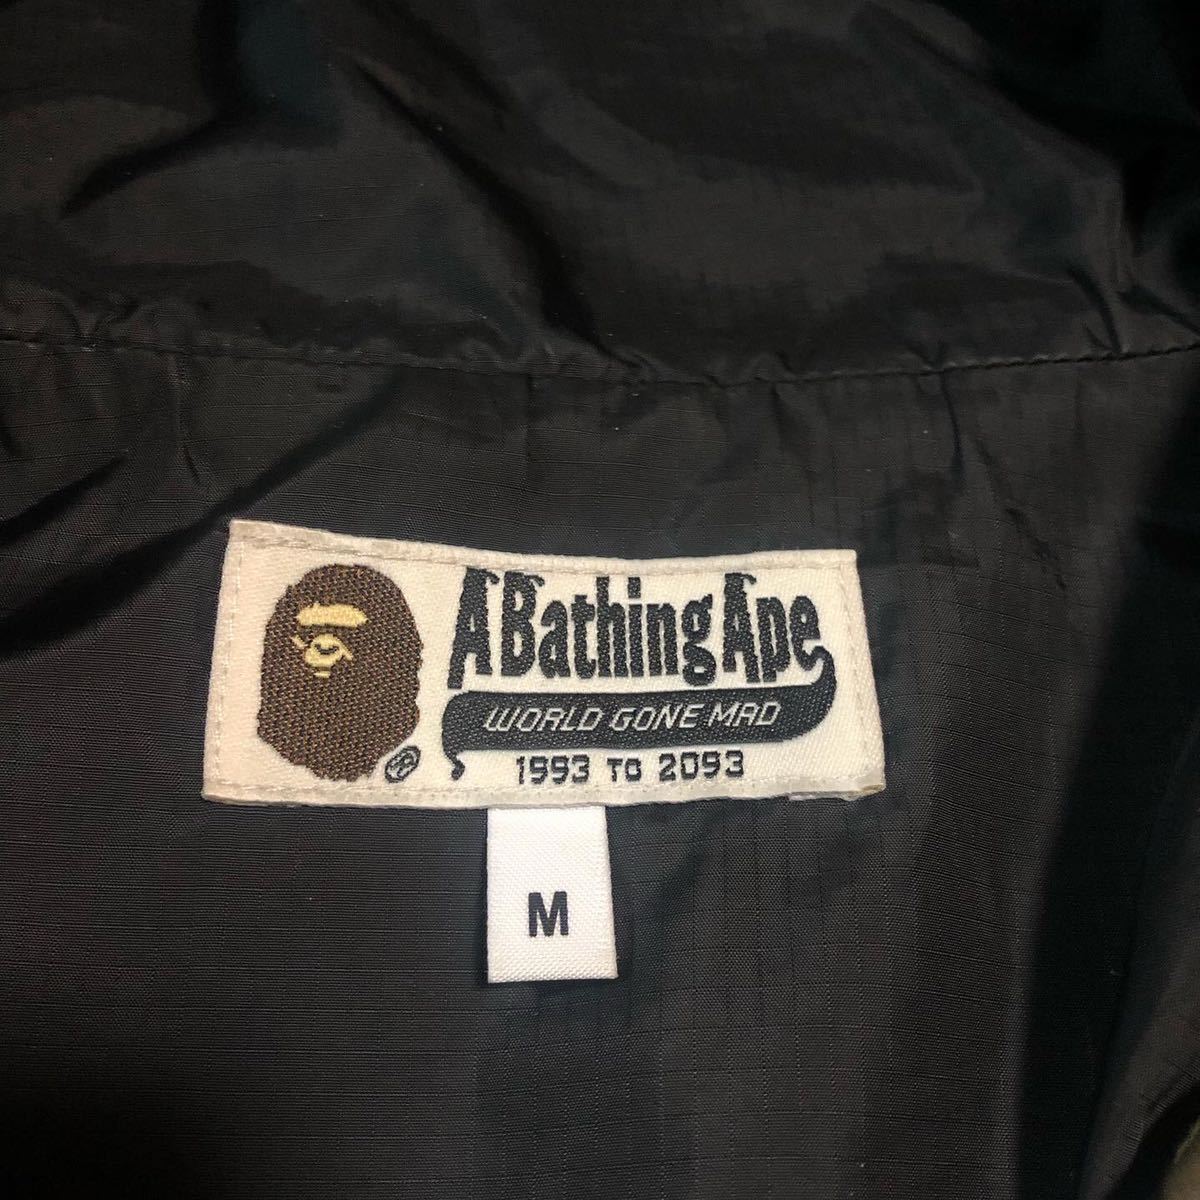 A Bathing Ape
WORLD GONE MAD
1993 TO 2093
®
M